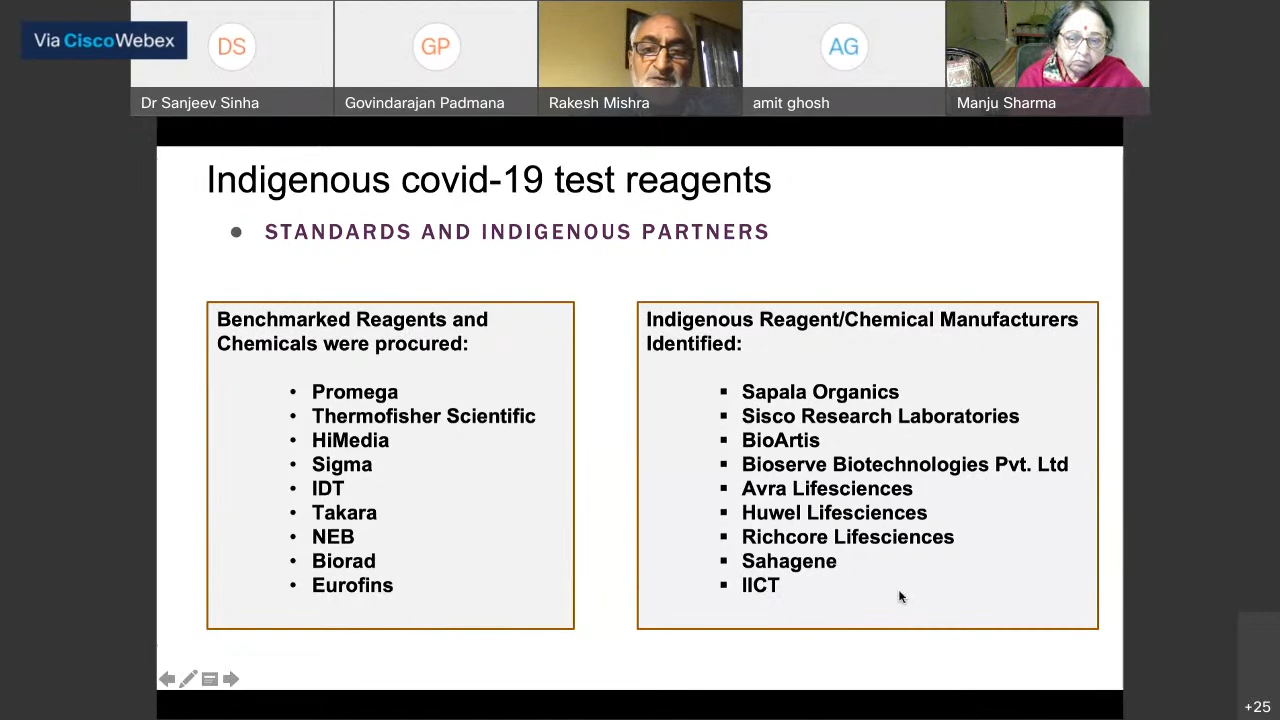 Via Cisco Webex
DS
GP
AG
Dr Sanjeev Sinha
Govindarajan Padmana
Rakesh Mishra
amit ghosh
Manju Sharma
Indigenous covid-19 test reagents
• STANDARDS AND INDIGENOUS PARTNERS
Benchmarked Reagents and
Chemicals were procured:
• Promega
• Thermofisher Scientific
• HiMedia
• Sigma
• IDT
• Takara
• NEB
• Biorad
• Eurofins
Indigenous Reagent/Chemical Manufacturers
Identified:
▪ Sapala Organics
▪ Sisco Research Laboratories
▪ BioArtis
▪ Bioserve Biotechnologies Pvt. Ltd
▪ Avra Lifesciences
▪ Huwel Lifesciences
▪ Richcore Lifesciences
▪ Sahagene
▪ IICT
+25